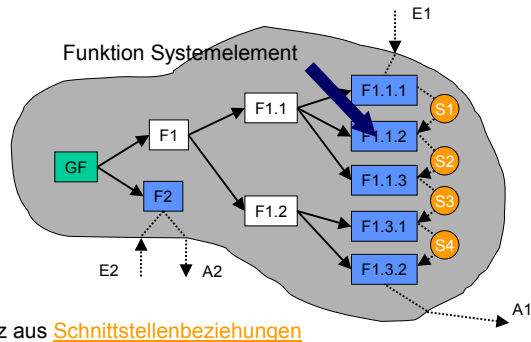 E1
Funktion Systemelement
F1.1.1
F1.1
S1
F1
F1.1.2
S2
GF
F1.1.3
F2
S3
F1.2
F1.3.1
S4
E2
A2
F1.3.2
A1
z aus Schnittstellenbeziehungen